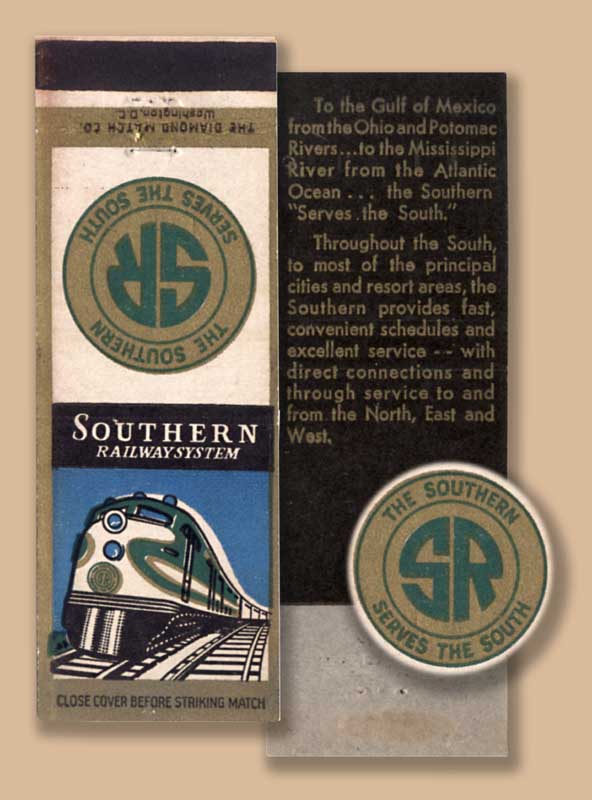 THE DIAMOND MATCH CO.
Washington, D.C.
THE SOUTHERN
SR
SERVES THE SOUTH
SOUTHERN
RAILWAY SYSTEM
CLOSE COVER BEFORE STRIKING MATCH
To the Gulf of Mexico
from the Ohio and Potomac
Rivers...to the Mississippi
River from the Atlantic
Ocean . . . the Southern
"Serves the South."
Throughout the South,
to most of the principal
cities and resort areas, the
Southern provides fast,
convenient schedules and
excellent service -- with
direct connections and
through service to and
from the North, East and
West.
THE SOUTHERN
SR
SERVES THE SOUTH